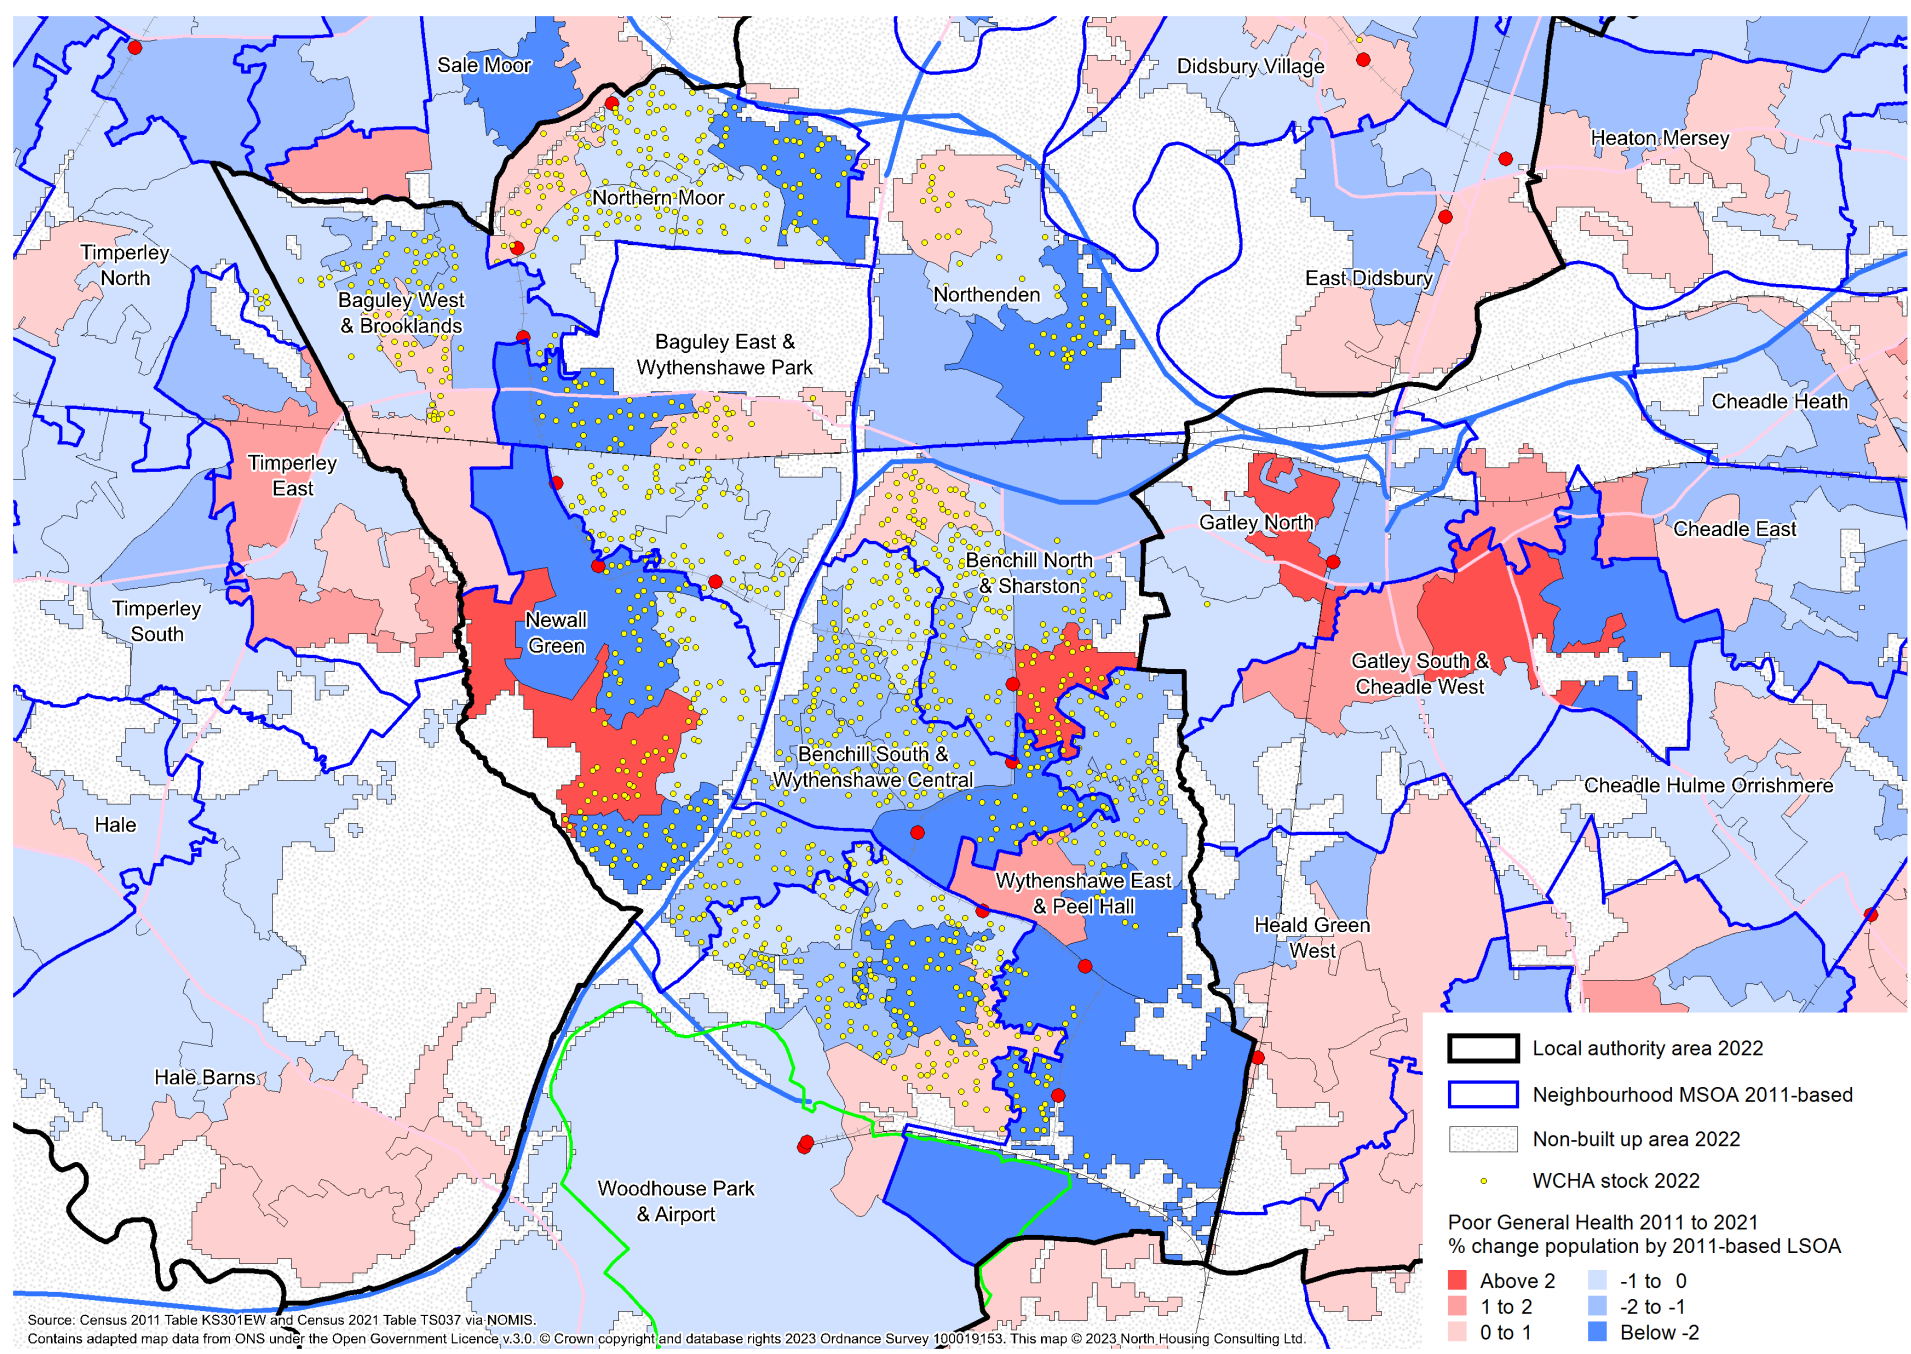 Sale Moor
Didsbury Village
Heaton Mersey
Northern Moor
Timperley
North
Baguley West
& Brooklands
Northenden
East Didsbury
Baguley East &
Wythenshawe Park
Cheadle Heath
Timperley
East
Gatley North
Cheadle East
Benchill North
& Sharston
Timperley
South
Newall
Green
Gatley South &
Cheadle West
Benchill South &
Wythenshawe Central
Cheadle Hulme Orrishmere
Hale
Wythenshawe East
& Peel Hall
Heald Green
West
Hale Barns
Woodhouse Park
& Airport
Local authority area 2022
Neighbourhood MSOA 2011-based
Non-built up area 2022
WCHA stock 2022
Poor General Health 2011 to 2021
% change population by 2011-based LSOA
Above 2
1 to 2
0 to 1
-1 to 0
-2 to -1
Below -2
Source: Census 2011 Table KS301EW and Census 2021 Table TS037 via NOMIS.
Contains adapted map data from ONS under the Open Government Licence v.3.0. © Crown copyright and database rights 2023 Ordnance Survey 100019153. This map © 2023 North Housing Consulting Ltd.